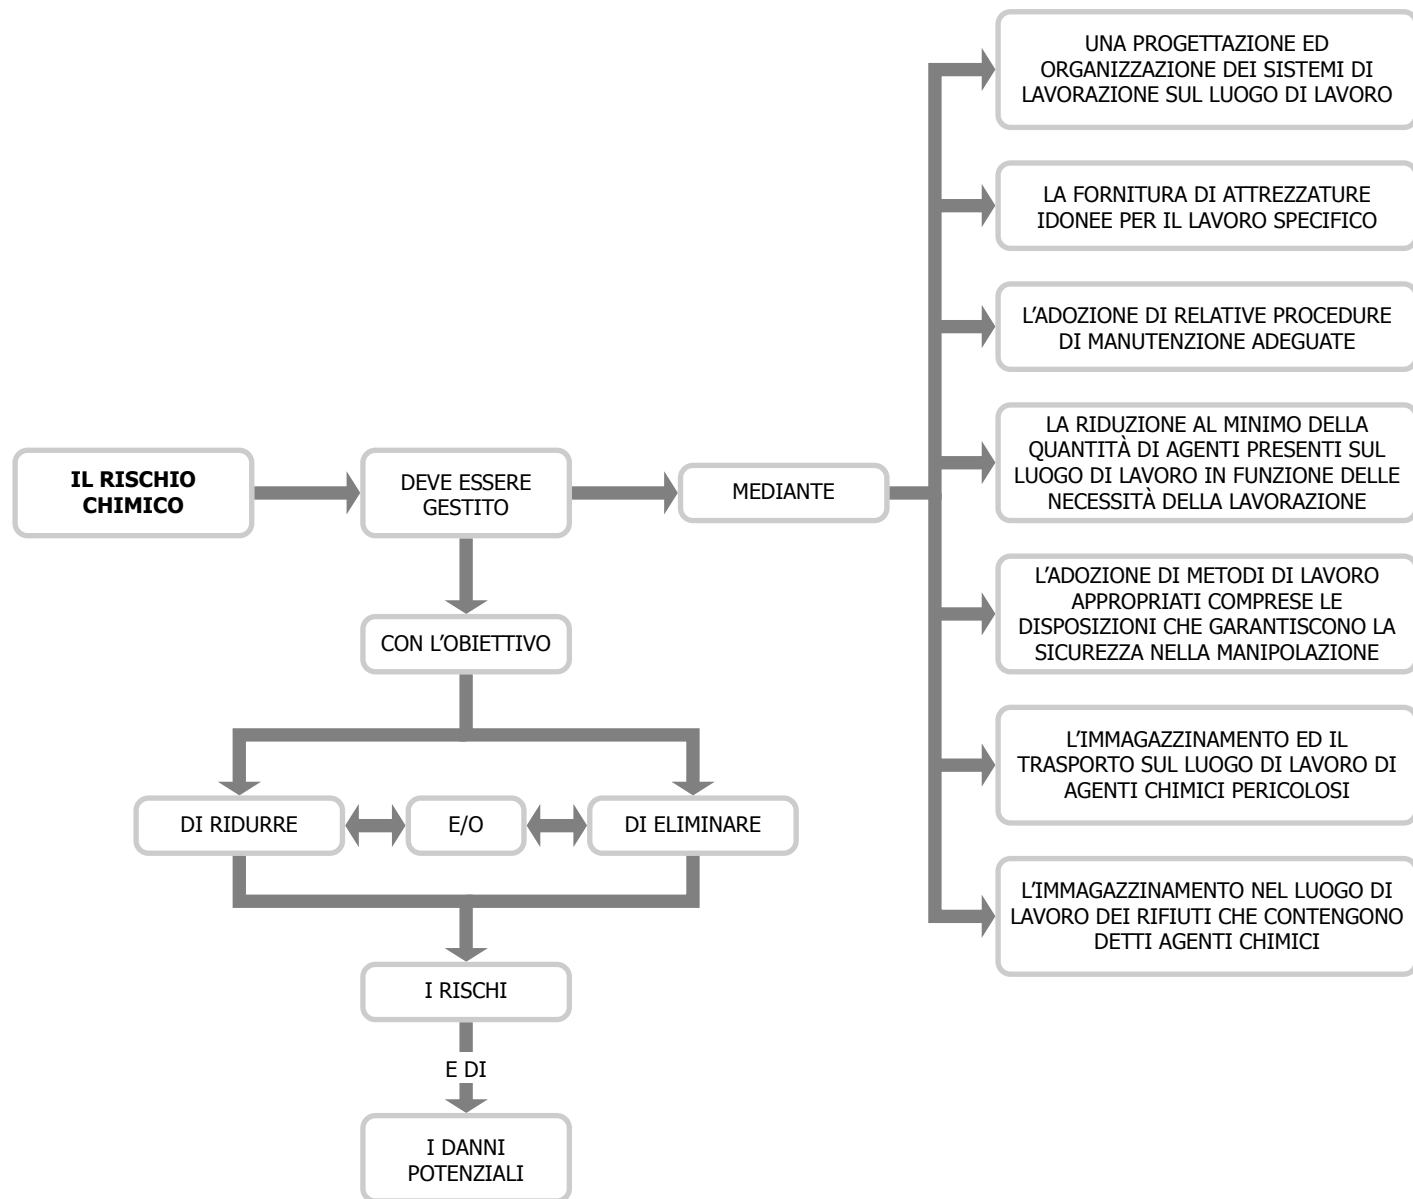 IL RISCHIO
CHIMICO
DEVE ESSERE
GESTITO
MEDIANTE
UNA PROGETTAZIONE ED
ORGANIZZAZIONE DEI SISTEMI DI
LAVORAZIONE SUL LUOGO DI LAVORO
LA FORNITURA DI ATTREZZATURE
IDONEE PER IL LAVORO SPECIFICO
L’ADOZIONE DI RELATIVE PROCEDURE
DI MANUTENZIONE ADEGUATE
LA RIDUZIONE AL MINIMO DELLA
QUANTITÀ DI AGENTI PRESENTI SUL
LUOGO DI LAVORO IN FUNZIONE DELLE
NECESSITÀ DELLA LAVORAZIONE
L’ADOZIONE DI METODI DI LAVORO
APPROPRIATI COMPRESE LE
DISPOSIZIONI CHE GARANTISCONO LA
SICUREZZA NELLA MANIPOLAZIONE
L’IMMAGAZZINAMENTO ED IL
TRASPORTO SUL LUOGO DI LAVORO DI
AGENTI CHIMICI PERICOLOSI
L’IMMAGAZZINAMENTO NEL LUOGO DI
LAVORO DEI RIFIUTI CHE CONTENGONO
DETTI AGENTI CHIMICI
CON L’OBIETTIVO
DI RIDURRE
E/O
DI ELIMINARE
I RISCHI
E DI
I DANNI
POTENZIALI